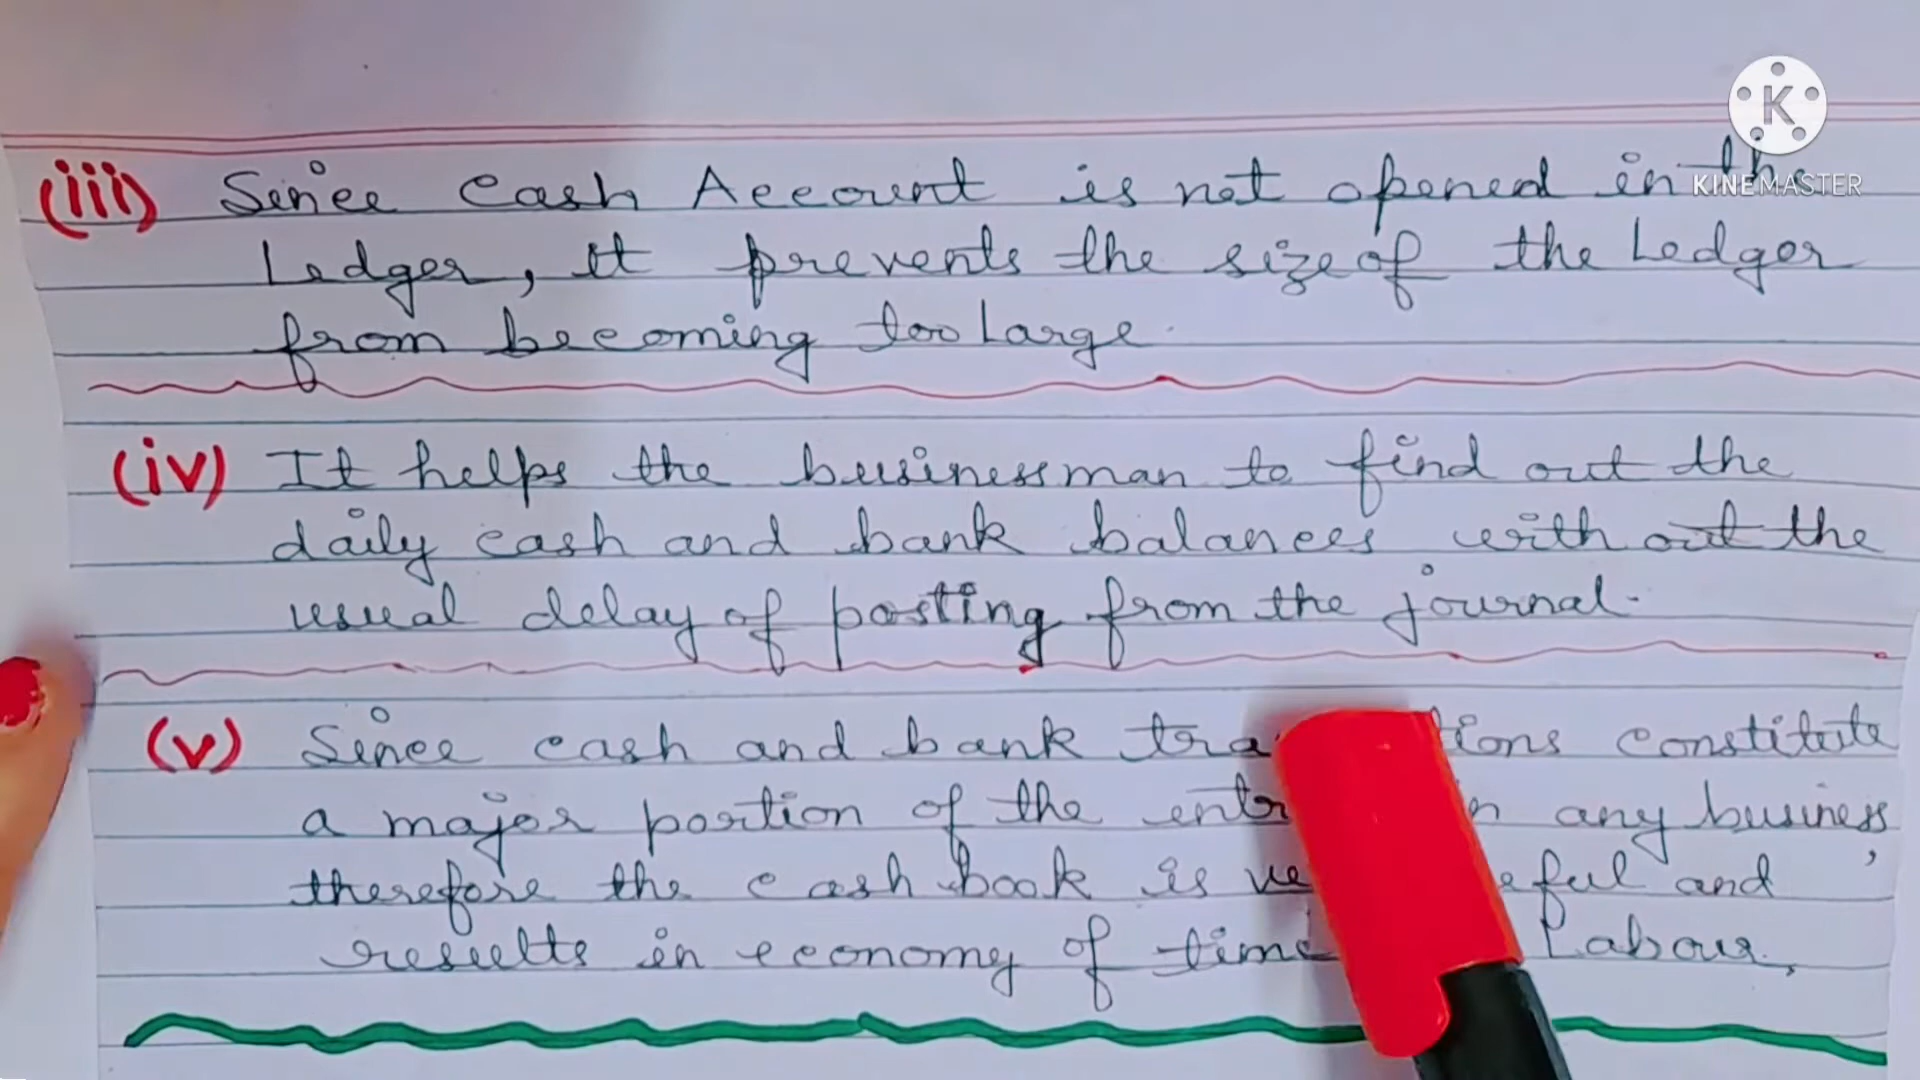 (iii) Since Cash Account is not opened in the
KINEMASTER
Ledger, it prevents the size of the Ledger
from becoming too Large.
(iv) It helps the businessman to find out the
daily cash and bank balances without the
usual delay of posting from the journal.
(v) Since cash and bank tra tions constitute
a major portion of the entr n any business,
therefore the cash book is ve eful and
results in economy of time Labour.